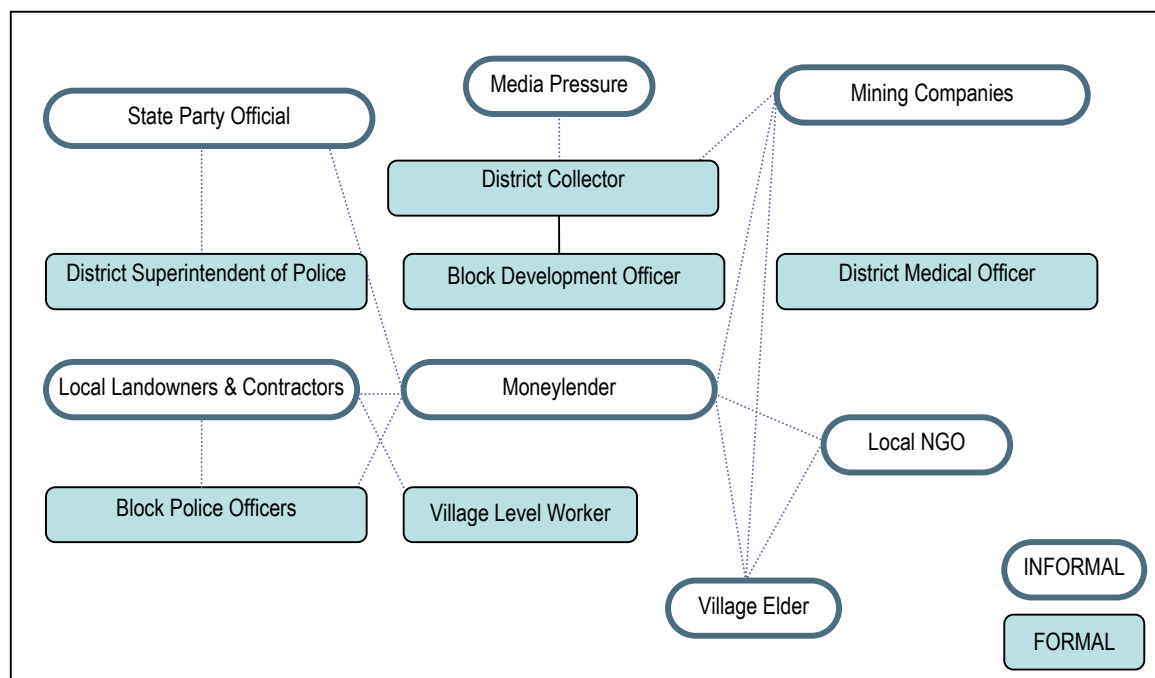 Media Pressure
Mining Companies
State Party Official
District Collector
District Superintendent of Police
Block Development Officer
District Medical Officer
Local Landowners & Contractors
Moneylender
Local NGO
Block Police Officers
Village Level Worker
INFORMAL
Village Elder
FORMAL